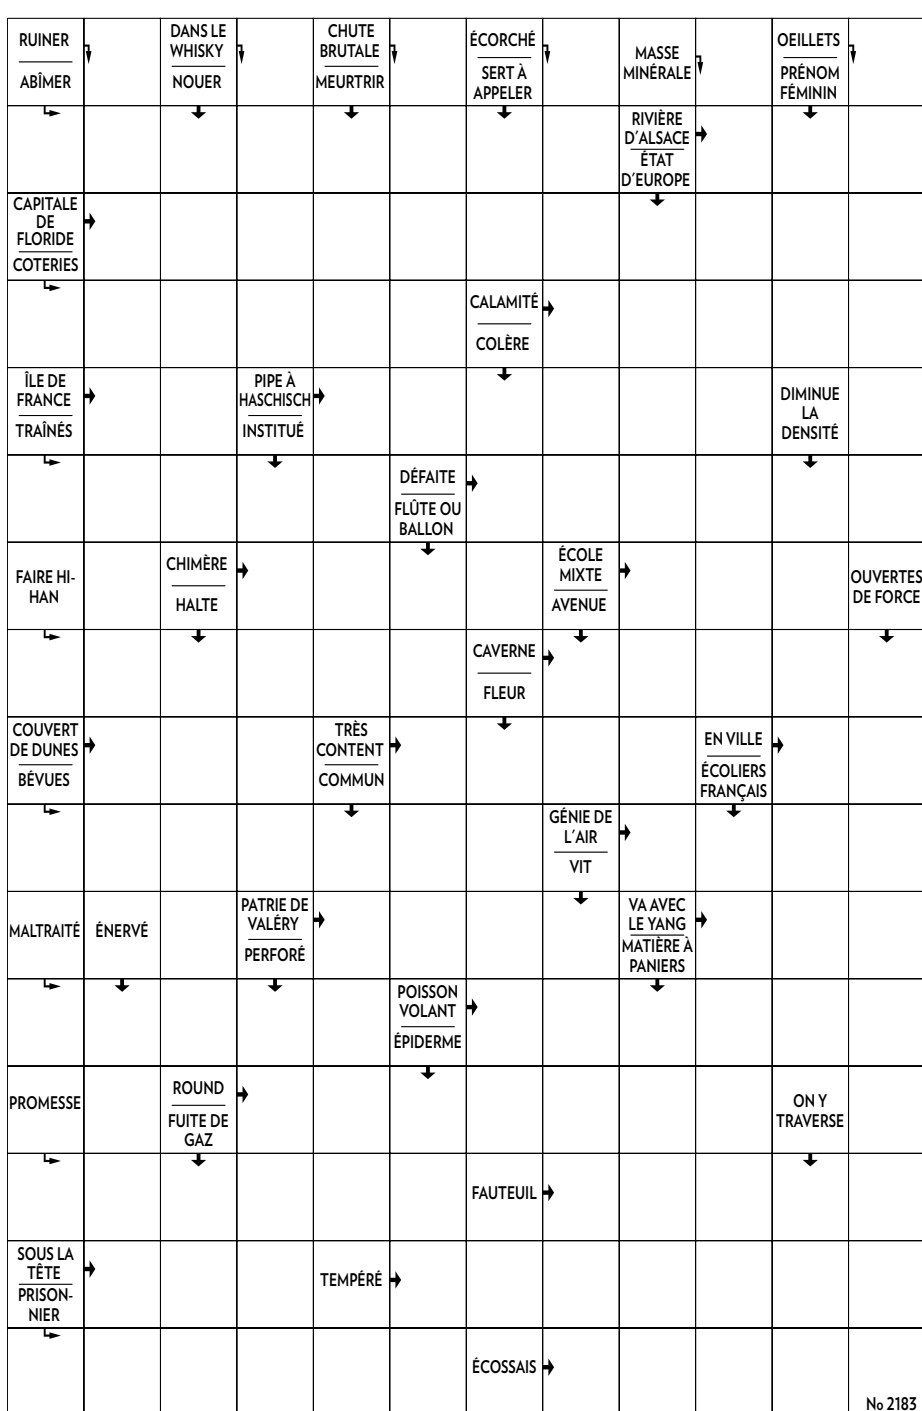 RUINER
ABÎMER
DANS LE
WHISKY
NOUER
CHUTE
BRUTALE
MEURTRIR
ÉCORCHÉ
SERT À
APPELER
MASSE
MINÉRALE
OEILLETS
PRÉNOM
FÉMININ
RIVIÈRE
D'ALSACE
ÉTAT
D'EUROPE
CAPITALE
DE
FLORIDE
COTERIES
CALAMITÉ
COLÈRE
ÎLE DE
FRANCE
TRAÎNÉS
PIPE À
HASCHISCH
INSTITUÉ
DIMINUE
LA
DENSITÉ
DÉFAITE
FLÛTE OU
BALLON
FAIRE HI-
HAN
CHIMÈRE
HALTE
ÉCOLE
MIXTE
AVENUE
OUVERTES
DE FORCE
CAVERNE
FLEUR
COUVERT
DE DUNES
BÉVUES
TRÈS
CONTENT
COMMUN
EN VILLE
ÉCOLIERS
FRANÇAIS
GÉNIE DE
L'AIR
VIT
MALTRAITÉ
ÉNERVÉ
PATRIE DE
VALÉRY
PERFORÉ
VA AVEC
LE YANG
MATIÈRE À
PANIERS
POISSON
VOLANT
ÉPIDERME
PROMESSE
ROUND
FUITE DE
GAZ
ON Y
TRAVERSE
FAUTEUIL
SOUS LA
TÊTE
PRISON-
NIER
TEMPÉRÉ
ÉCOSSAIS
No 2183